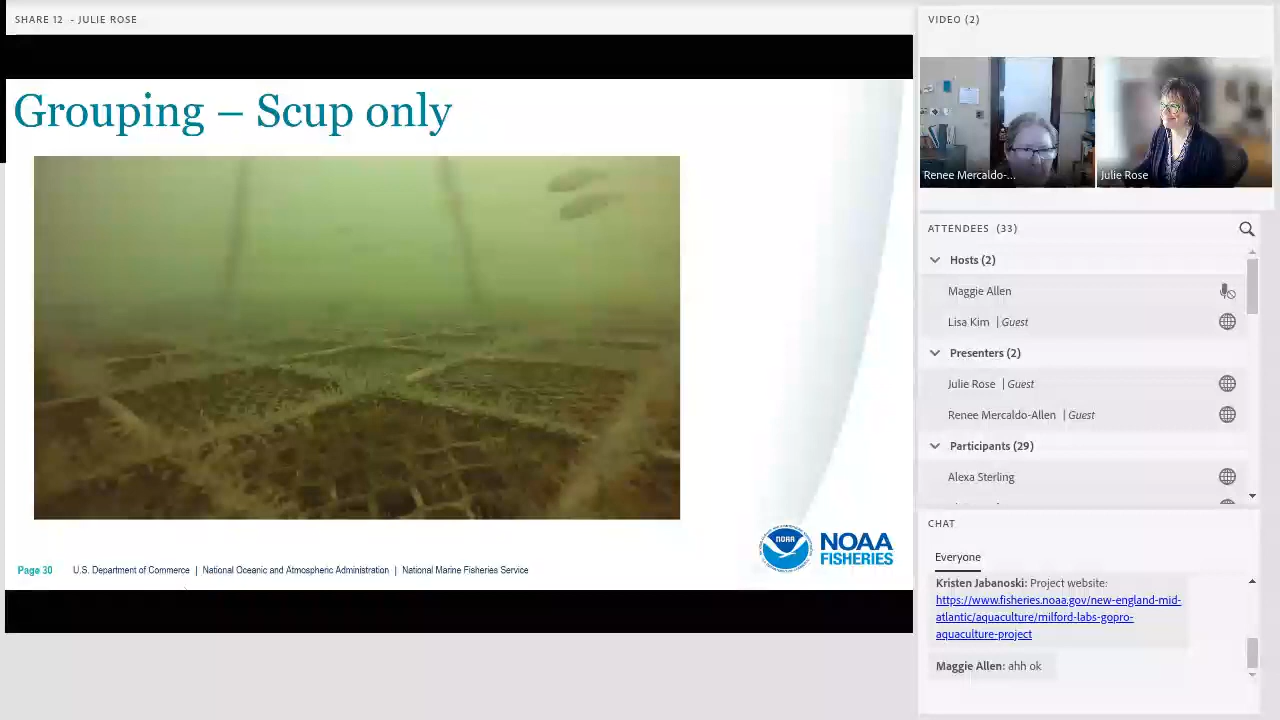 SHARE 12 - JULIE ROSE
Grouping – Scup only
NOAA
NOAA
FISHERIES
Page 30 U.S. Department of Commerce | National Oceanic and Atmospheric Administration | National Marine Fisheries Service
VIDEO (2)
Renee Mercaldo-...
Julie Rose
ATTENDEES (33)
Hosts (2)
Maggie Allen
Lisa Kim | Guest
Presenters (2)
Julie Rose | Guest
Renee Mercaldo-Allen | Guest
Participants (29)
Alexa Sterling
CHAT
Everyone
Kristen Jabanoski: Project website:
https://www.fisheries.noaa.gov/new-england-mid-
atlantic/aquaculture/milford-labs-gopro-
aquaculture-project
Maggie Allen: ahh ok